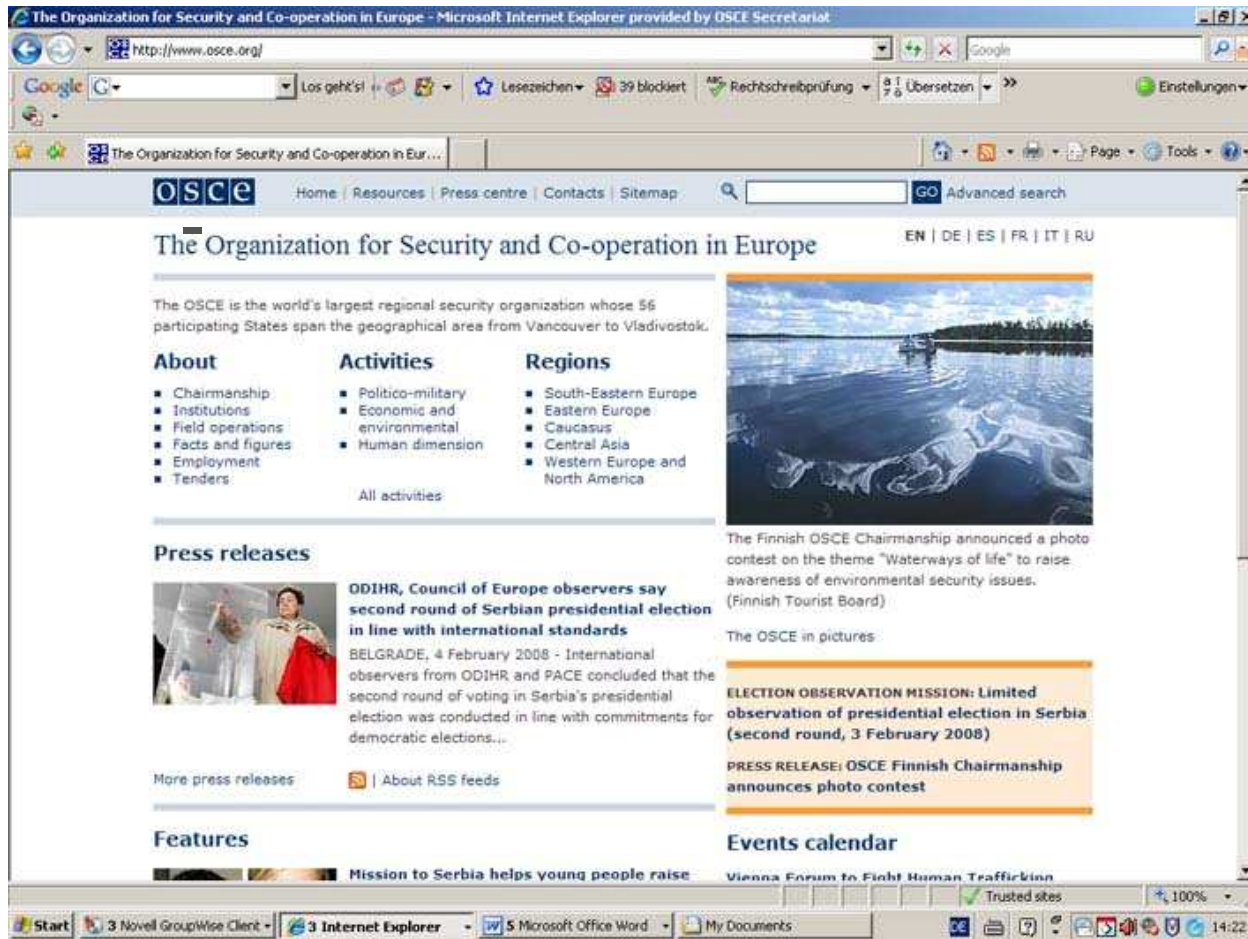 The Organization for Security and Co-operation in Europe - Microsoft Internet Explorer provided by OSCE Secretariat
http://www.osce.org/
Google
Google G
Los geht's!
Lesezeichen
39 blockiert
Rechtschreibprüfung
Übersetzen
Einstellungen
The Organization for Security and Co-operation in Eur...
Page
Tools
osce
Home | Resources | Press centre | Contacts | Sitemap
GO Advanced search
The Organization for Security and Co-operation in Europe
EN | DE | ES | FR | IT | RU
The OSCE is the world's largest regional security organization whose 56
participating States span the geographical area from Vancouver to Vladivostok.
About
Chairmanship
Institutions
Field operations
Facts and figures
Employment
Tenders
Activities
Politico-military
Economic and
environmental
Human dimension
All activities
Regions
South-Eastern Europe
Eastern Europe
Caucasus
Central Asia
Western Europe and
North America
The Finnish OSCE Chairmanship announced a photo
contest on the theme "Waterways of life" to raise
awareness of environmental security issues.
(Finnish Tourist Board)
The OSCE in pictures
Press releases
ODIHR, Council of Europe observers say
second round of Serbian presidential election
in line with international standards
BELGRADE, 4 February 2008 - International
observers from ODIHR and PACE concluded that the
second round of voting in Serbia's presidential
election was conducted in line with commitments for
democratic elections...
More press releases
| About RSS feeds
ELECTION OBSERVATION MISSION: Limited
observation of presidential election in Serbia
(second round, 3 February 2008)
PRESS RELEASE: OSCE Finnish Chairmanship
announces photo contest
Features
Mission to Serbia helps young people raise
Events calendar
Vienna Forum to Fight Human Trafficking
Trusted sites
100%
Start
3 Novell GroupWise Client
3 Internet Explorer
5 Microsoft Office Word
My Documents
DE
14:22